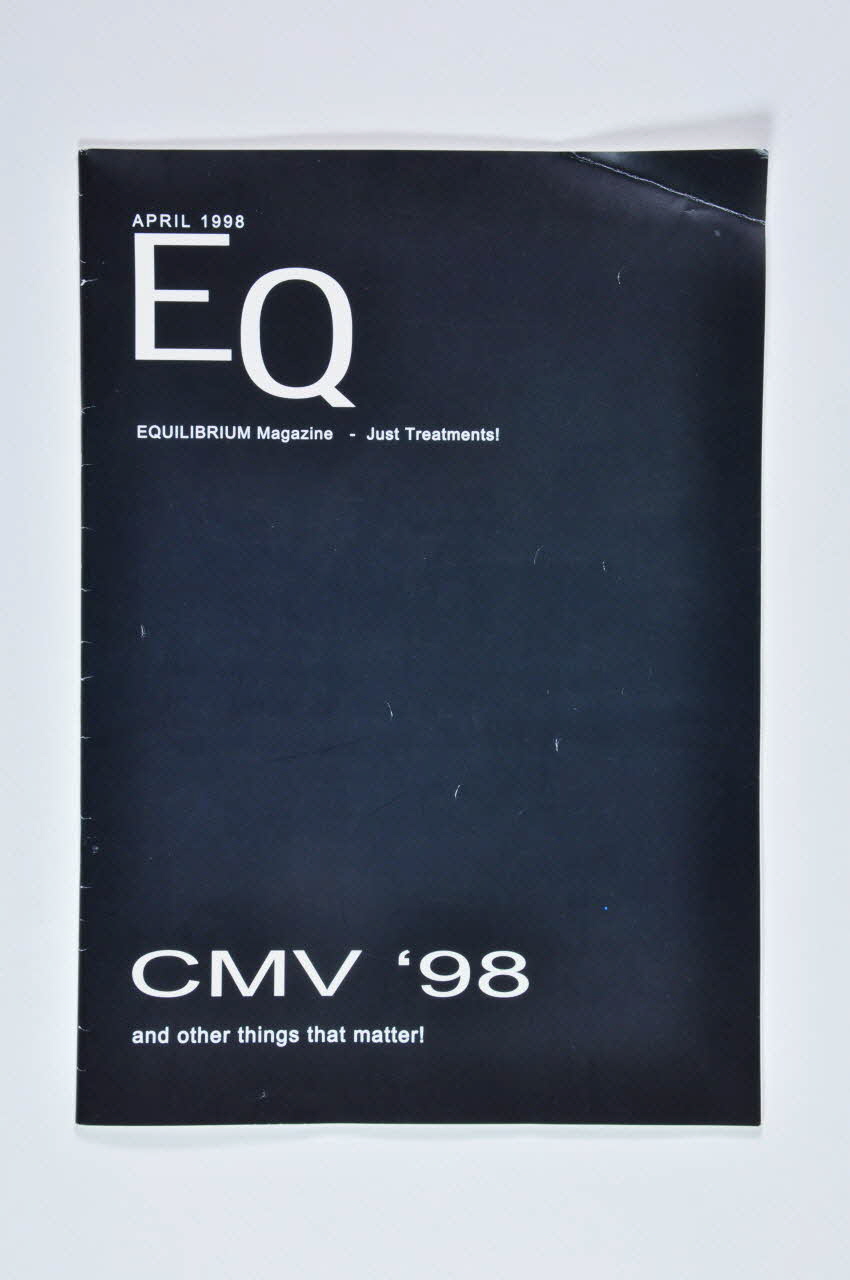 APRIL 1998
EQ
EQUILIBRIUM Magazine - Just Treatments!
CMV ‘98
and other things that matter!